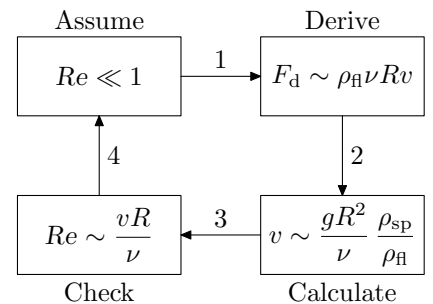 Assume Derive
Re ≪ 1 1 F_d ∼ ρ_fl νRv
4 2
Re ∼ vR/ν 3 v ∼ gR²/ν ρ_sp/ρ_fl
Check Calculate